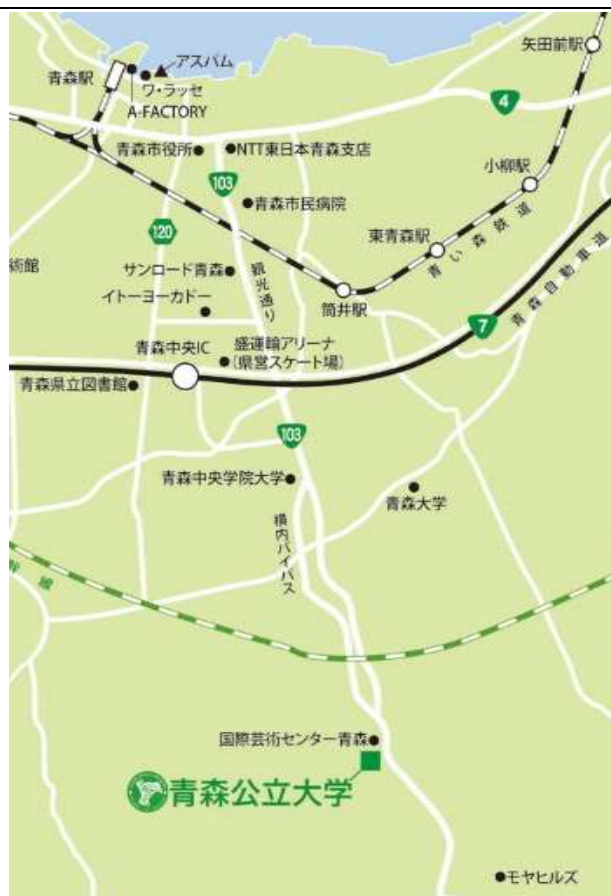 矢田前駅
アスパム
青森駅
ワ・ラッセ
A-FACTORY
4
青森市役所
NTT東日本青森支店
小柳駅
103
青森市民病院
120
東青森駅
青い森鉄道
術館
サンロード青森
観光通り
イトーヨーカドー
筒井駅
7
青森自動車道
青森中央IC
盛運輸アリーナ
(県営スケート場)
青森県立図書館
103
青森中央学院大学
青森大学
横内バイパス
幹線
国際芸術センター青森
青森公立大学
モヤヒルズ